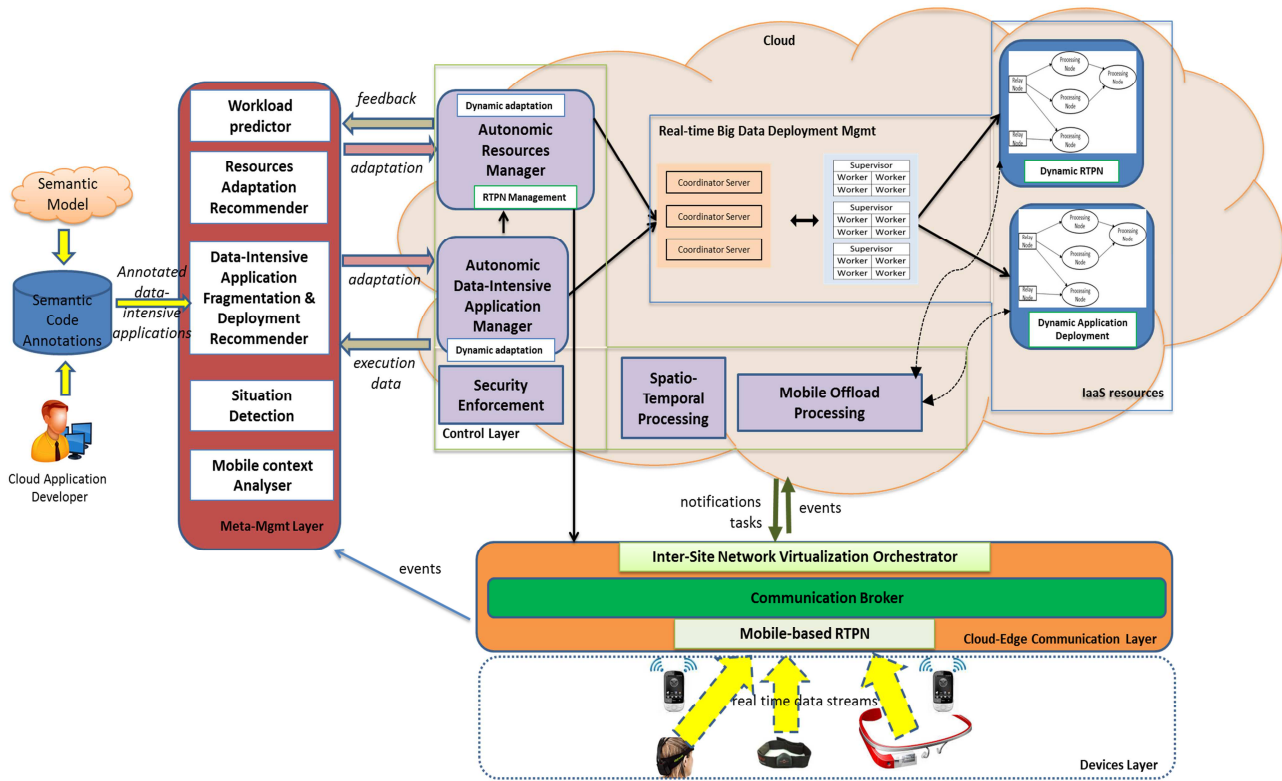 Cloud
Semantic
Model
Semantic
Code
Annotations
Cloud Application
Developer
Annotated
data-
intensive
applications
Workload
predictor
Resources
Adaptation
Recommender
Data-Intensive
Application
Fragmentation &
Deployment
Recommender
Situation
Detection
Mobile context
Analyser
Meta-Mgmt Layer
feedback
adaptation
adaptation
execution
data
events
Dynamic adaptation
Autonomic
Resources
Manager
RTPN Management
Autonomic
Data-Intensive
Application
Manager
Dynamic adaptation
Security
Enforcement
Control Layer
Spatio-
Temporal
Processing
Mobile Offload
Processing
Real-time Big Data Deployment Mgmt
Coordinator Server
Coordinator Server
Coordinator Server
Supervisor
Worker Worker
Worker Worker
Supervisor
Worker Worker
Worker Worker
Supervisor
Worker Worker
Worker Worker
Processing
Node
Processing
Node
Relay
Node
Processing
Node
Relay
Node
Processing
Node
Dynamic RTPN
Processing
Node
Processing
Node
Relay
Node
Processing
Node
Relay
Node
Processing
Node
Dynamic Application
Deployment
IaaS resources
notifications
tasks
events
Inter-Site Network Virtualization Orchestrator
Communication Broker
Mobile-based RTPN
Cloud-Edge Communication Layer
real time data streams
Devices Layer